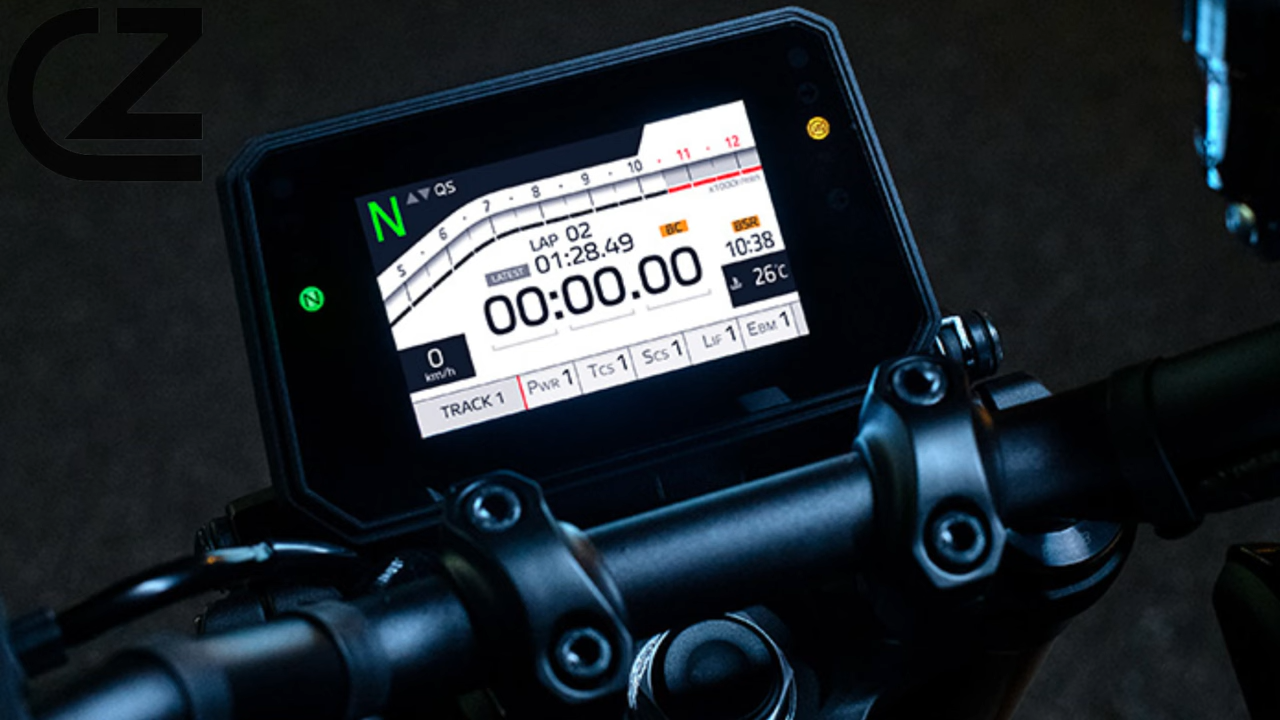 CZ
N QS
5 6 7 8 9 10 11 12
x1000r/min
LAP 02
LATEST 01:28.49
BC
BSR
00:00.00
10:38
26°C
0
km/h
TRACK 1 PWR 1 TCS 1 SCS 1 LIF 1 EBM 1
N